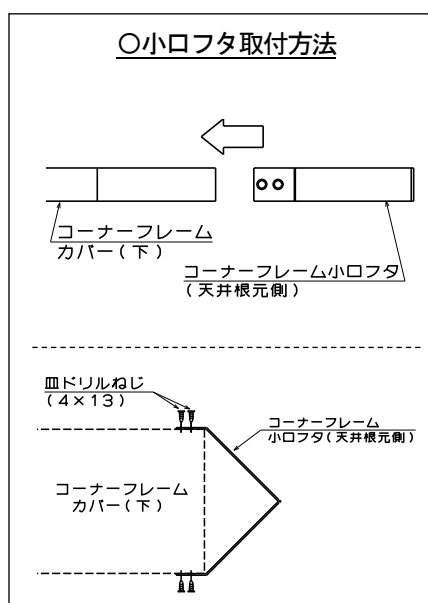 ○小口フタ取付方法
コーナーフレーム
カバー(下)
コーナーフレーム小口フタ
(天井根元側)
皿ドリルねじ
(4×13)
コーナーフレーム
小口フタ(天井根元側)
コーナーフレーム
カバー(下)